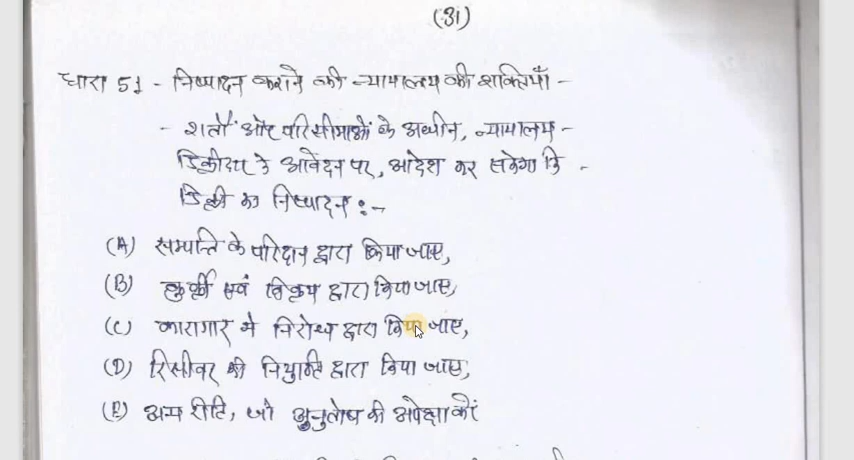 (31)
धारा 51 - निष्पादन कराने की न्यायालय की शक्तियाँ -
- शर्तों और परिसीमाओं के अधीन, न्यायालय -
डिक्रीदार के आवेदन पर, आदेश कर सकेगा कि -
डिक्री का निष्पादन :-
(A) सम्पत्ति के परिदान द्वारा किया जाए,
(B) कुर्की एवं विक्रय द्वारा किया जाए,
(C) कारागार मे निरोध द्वारा किया जाए,
(D) रिसीवर की नियुक्ति द्वारा किया जाए,
(E) अन्य रीति, जो अनुतोष की अपेक्षा करें